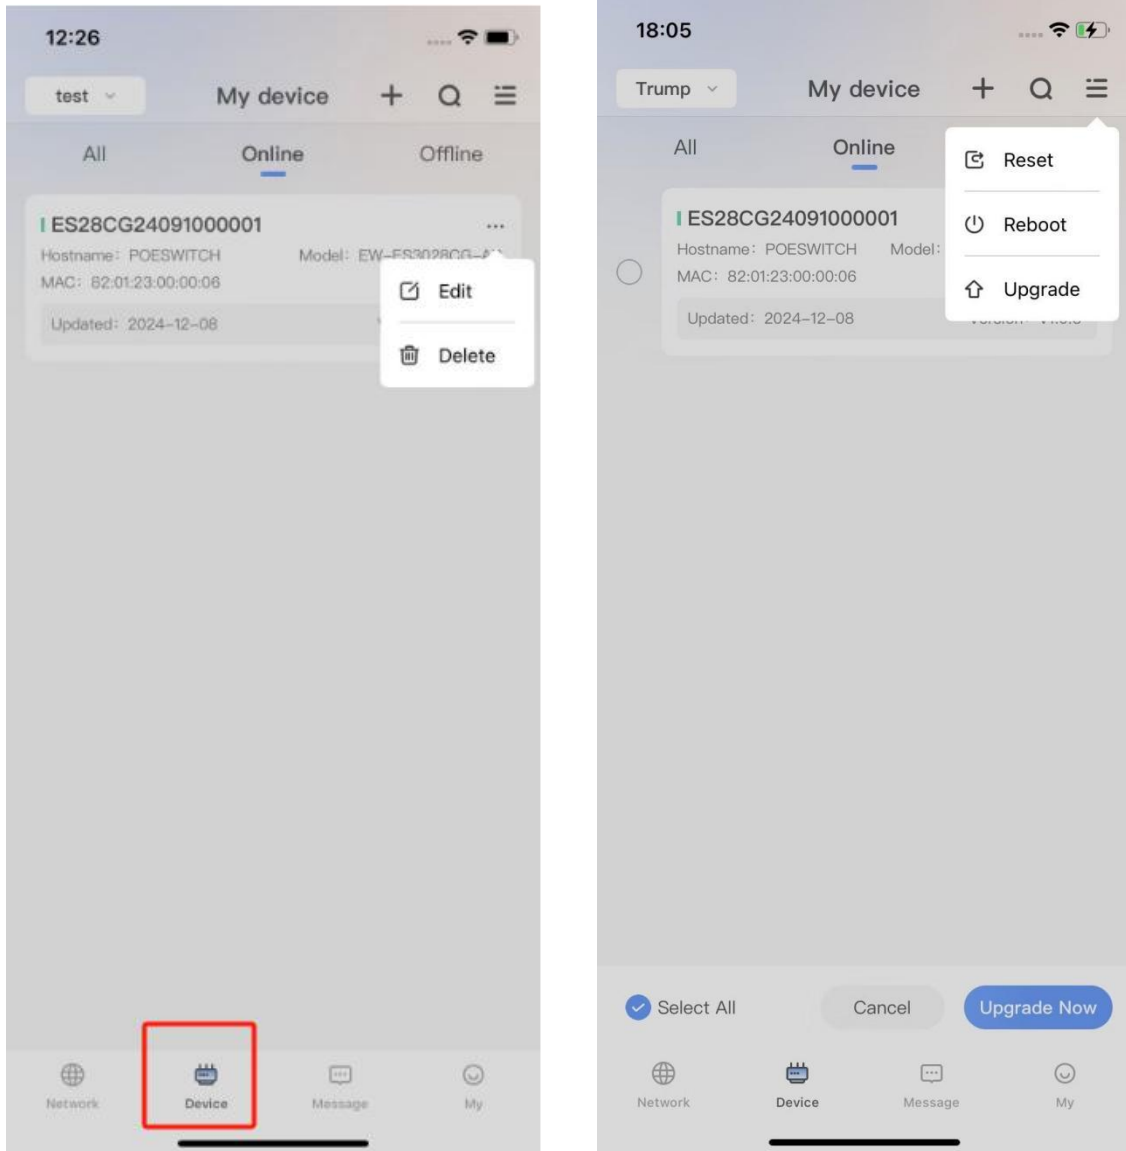 12:26
test
My device
All
Online
Offline
ES28CG24091000001
Hostname: POESWITCH
Model: EW-ES3028CG-A
MAC: 82:01:23:00:00:06
Edit
Updated: 2024-12-08
Delete
Network
Device
Message
My
18:05
Trump
My device
All
Online
Reset
ES28CG24091000001
Reboot
Hostname: POESWITCH
Model:
MAC: 82:01:23:00:00:06
Upgrade
Updated: 2024-12-08
Select All
Cancel
Upgrade Now
Network
Device
Message
My